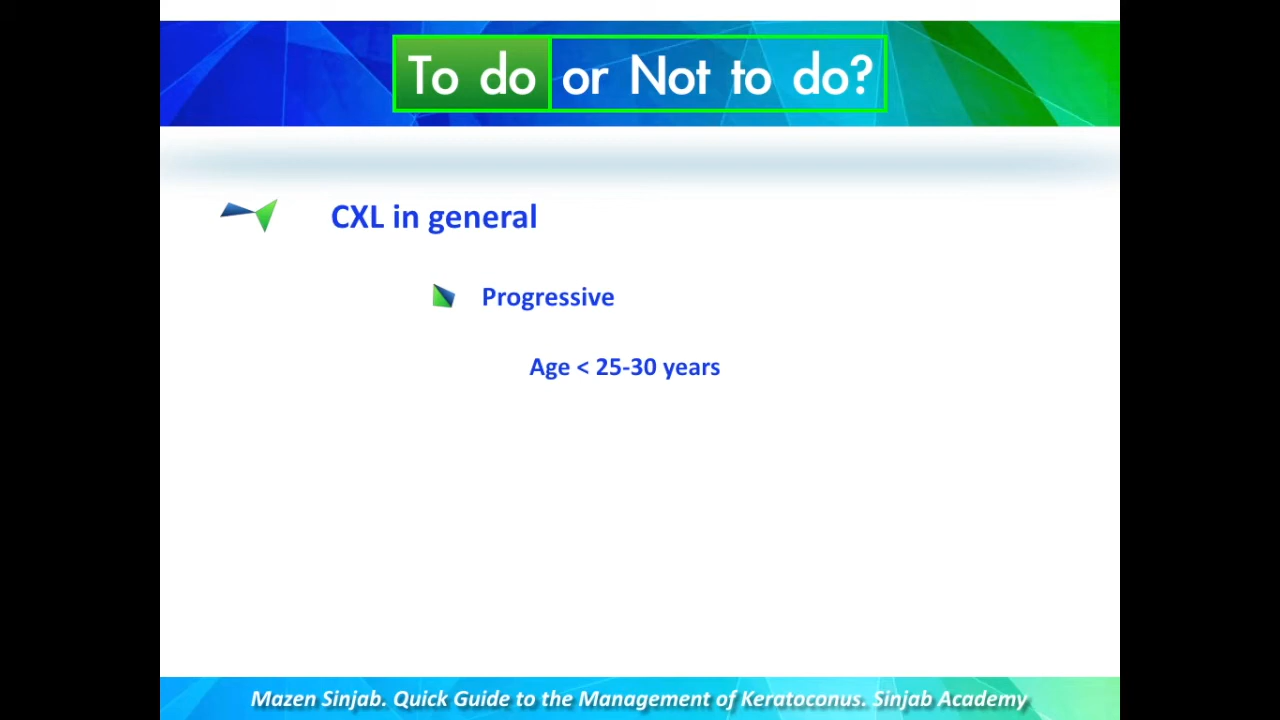 To do or Not to do?
CXL in general
Progressive
Age < 25-30 years
Mazen Sinjab. Quick Guide to the Management of Keratoconus. Sinjab Academy